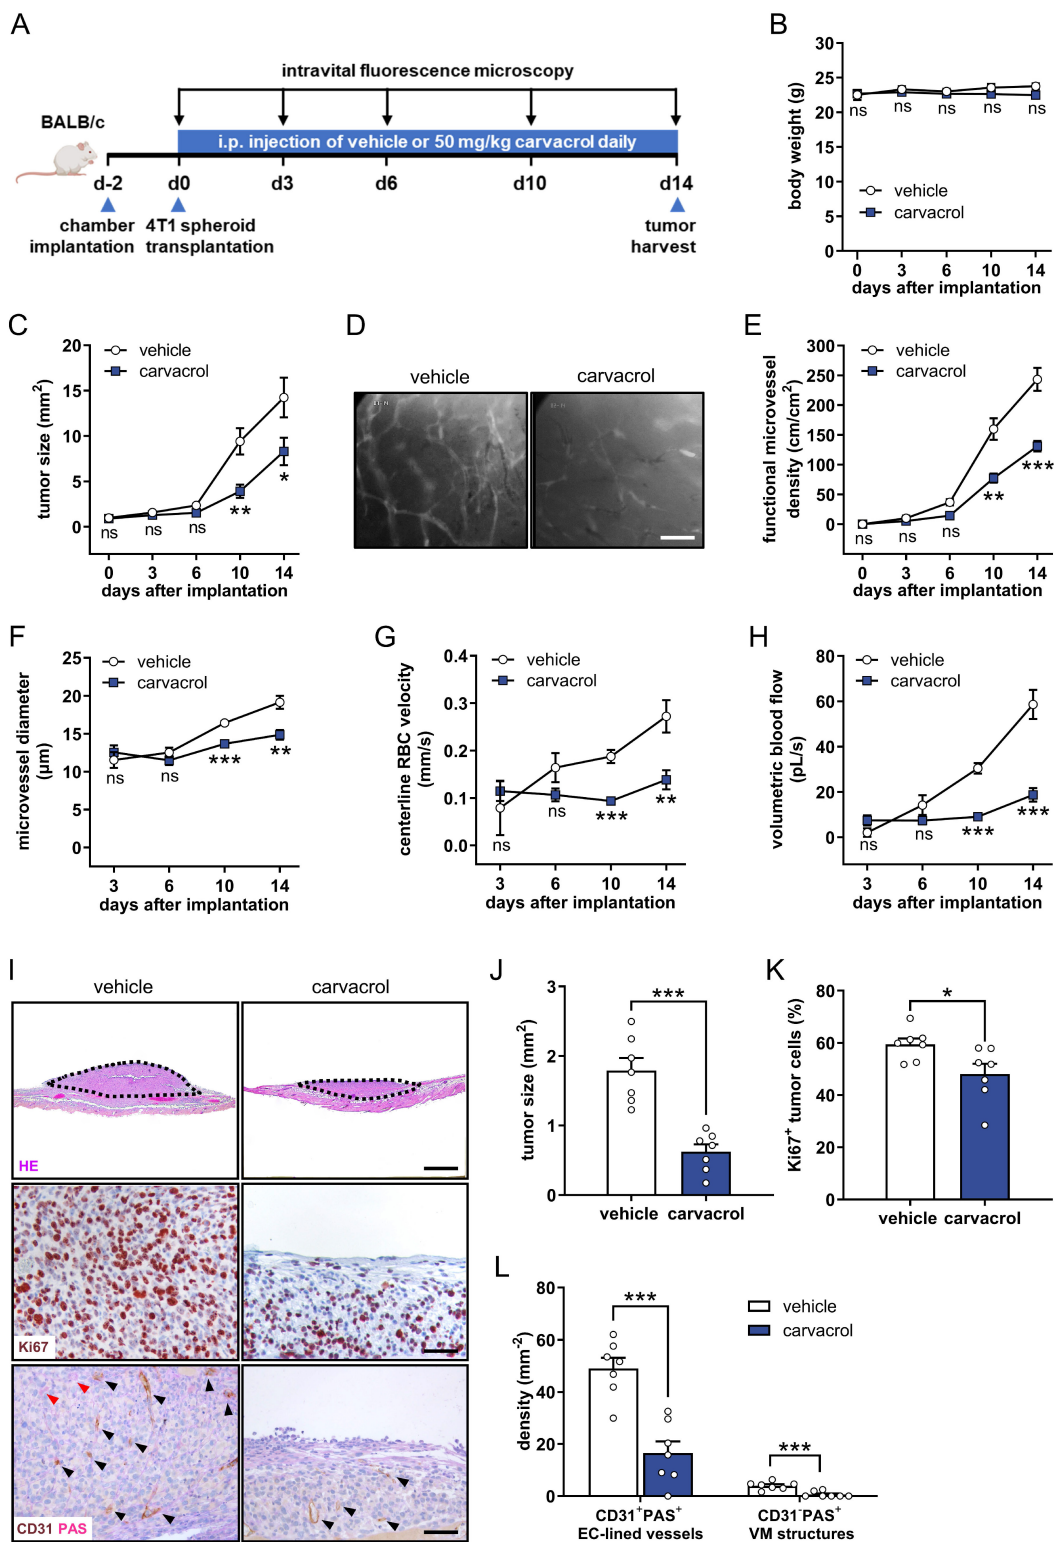 A
intravital fluorescence microscopy
BALB/c
i.p. injection of vehicle or 50 mg/kg carvacrol daily
d-2 d0 d3 d6 d10 d14
chamber implantation
4T1 spheroid transplantation
tumor harvest
B
body weight (g)
30
25
20
15
10
5
0
ns ns ns ns ns
vehicle
carvacrol
0 3 6 10 14
days after implantation
C
tumor size (mm²)
20
15
10
5
0
vehicle
carvacrol
ns ns ns ** *
0 3 6 10 14
days after implantation
D
vehicle carvacrol
E
functional microvessel
density (cm/cm²)
300
250
200
150
100
50
0
vehicle
carvacrol
ns ns ns ** ***
0 3 6 10 14
days after implantation
F
microvessel diameter
(µm)
25
20
15
10
5
0
vehicle
carvacrol
ns ns *** **
3 6 10 14
days after implantation
G
centerline RBC velocity
(mm/s)
0.4
0.3
0.2
0.1
0.0
vehicle
carvacrol
ns ns *** **
3 6 10 14
days after implantation
H
volumetric blood flow
(pL/s)
80
60
40
20
0
vehicle
carvacrol
ns ns *** ***
3 6 10 14
days after implantation
I
vehicle carvacrol
HE
Ki67
CD31 PAS
J
tumor size (mm²)
3
2
1
0
***
vehicle carvacrol
K
Ki67⁺ tumor cells (%)
80
60
40
20
0
*
vehicle carvacrol
L
density (mm⁻²)
80
60
40
20
0
***
***
vehicle
carvacrol
CD31⁺PAS⁺
EC-lined vessels
CD31⁻PAS⁺
VM structures